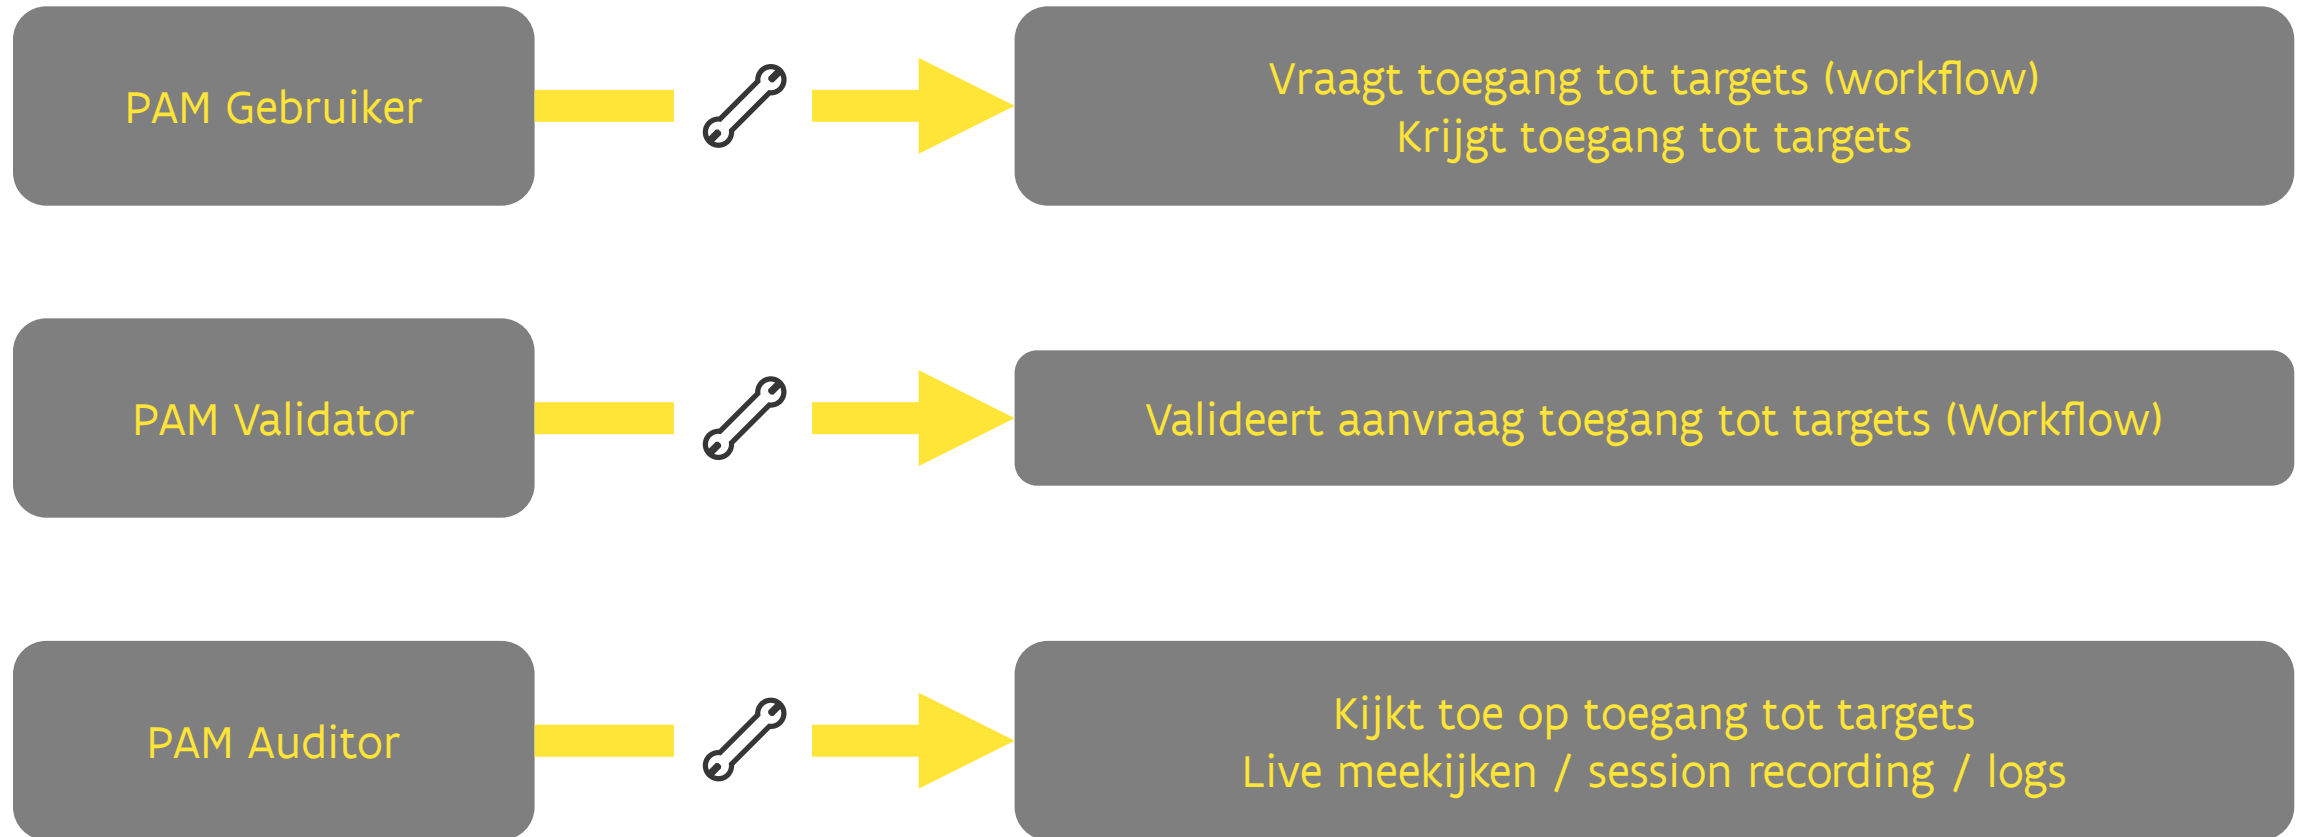 PAM Gebruiker
Vraagt toegang tot targets (workflow)
Krijgt toegang tot targets
PAM Validator
Valideert aanvraag toegang tot targets (Workflow)
PAM Auditor
Kijkt toe op toegang tot targets
Live meekijken / session recording / logs